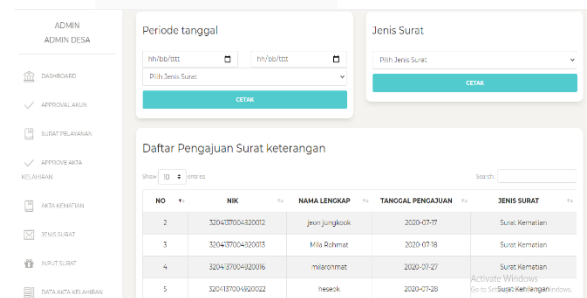 ADMIN
ADMIN DESA
DASHBOARD
APPROVAL AKUN
SURAT PELAYANAN
APPROVE AKTA
KELAHIRAN
AKTA KEMATIAN
JENIS SURAT
INPUT SURAT
DATA AKTA KELAHIRAN
Periode tanggal
hh/bb/tttt hh/bb/tttt
Pilih Jenis Surat
CETAK
Jenis Surat
Pilih Jenis Surat
CETAK
Daftar Pengajuan Surat keterangan
Show 10 entries Search:
NO NIK NAMA LENGKAP TANGGAL PENGAJUAN JENIS SURAT
2 3204137004920012 jeon jungkook 2020-07-17 Surat Kematian
3 3204137004920013 Mila Rohmat 2020-07-18 Surat Kematian
4 3204137004920016 milarohmat 2020-07-27 Surat Kematian
5 3204137004920022 heseok 2020-07-28 Surat Kehilangan
Activate Windows
Go to Windows.